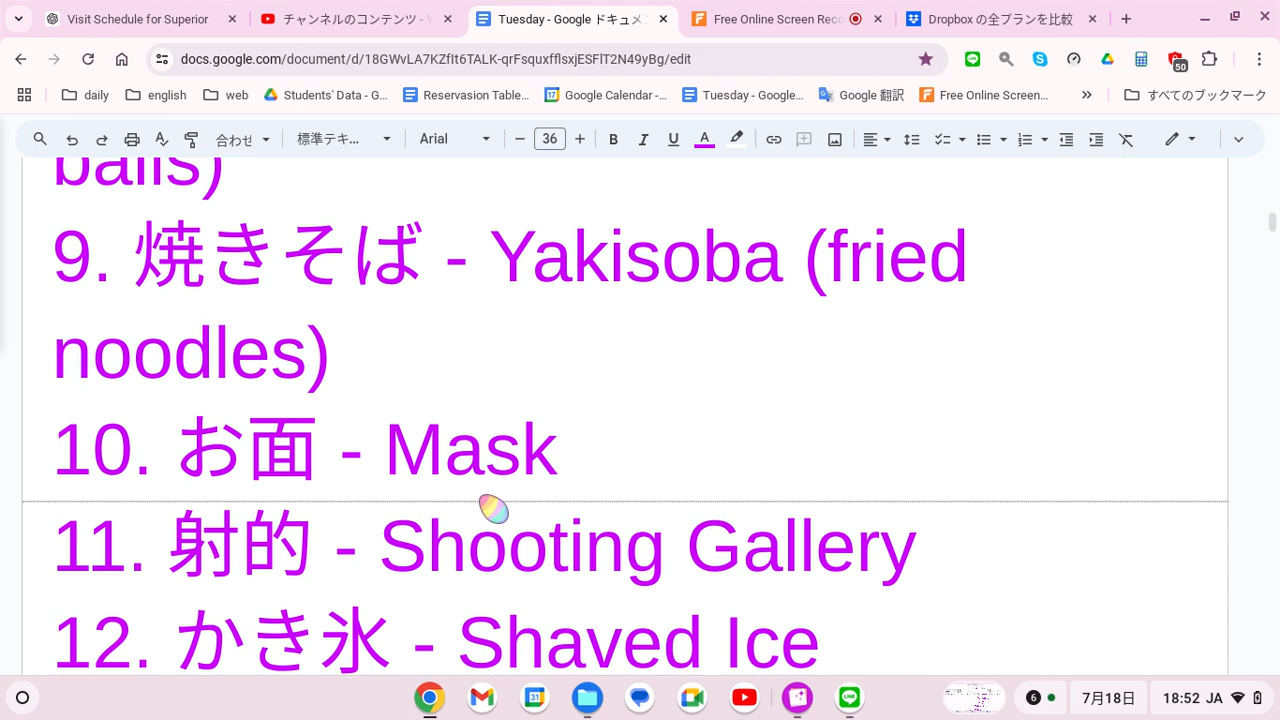 Visit Schedule for Superior
チャンネルのコンテンツ - Y
Tuesday - Google ドキュメン
Free Online Screen Reco
Dropbox の全プランを比較
docs.google.com/document/d/18GWvLA7KZfIt6TALK-qrFsquxfflsxjESFlT2N49yBg/edit
50
daily
english
web
Students' Data - G...
Reservasion Table...
Google Calendar -...
Tuesday - Google...
Google 翻訳
Free Online Screen...
すべてのブックマーク
合わせ
標準テキ...
Arial
36
balls)
9. 焼きそば - Yakisoba (fried
noodles)
10. お面 - Mask
11. 射的 - Shooting Gallery
12. かき氷 - Shaved Ice
6
7月18日
18:52 JA